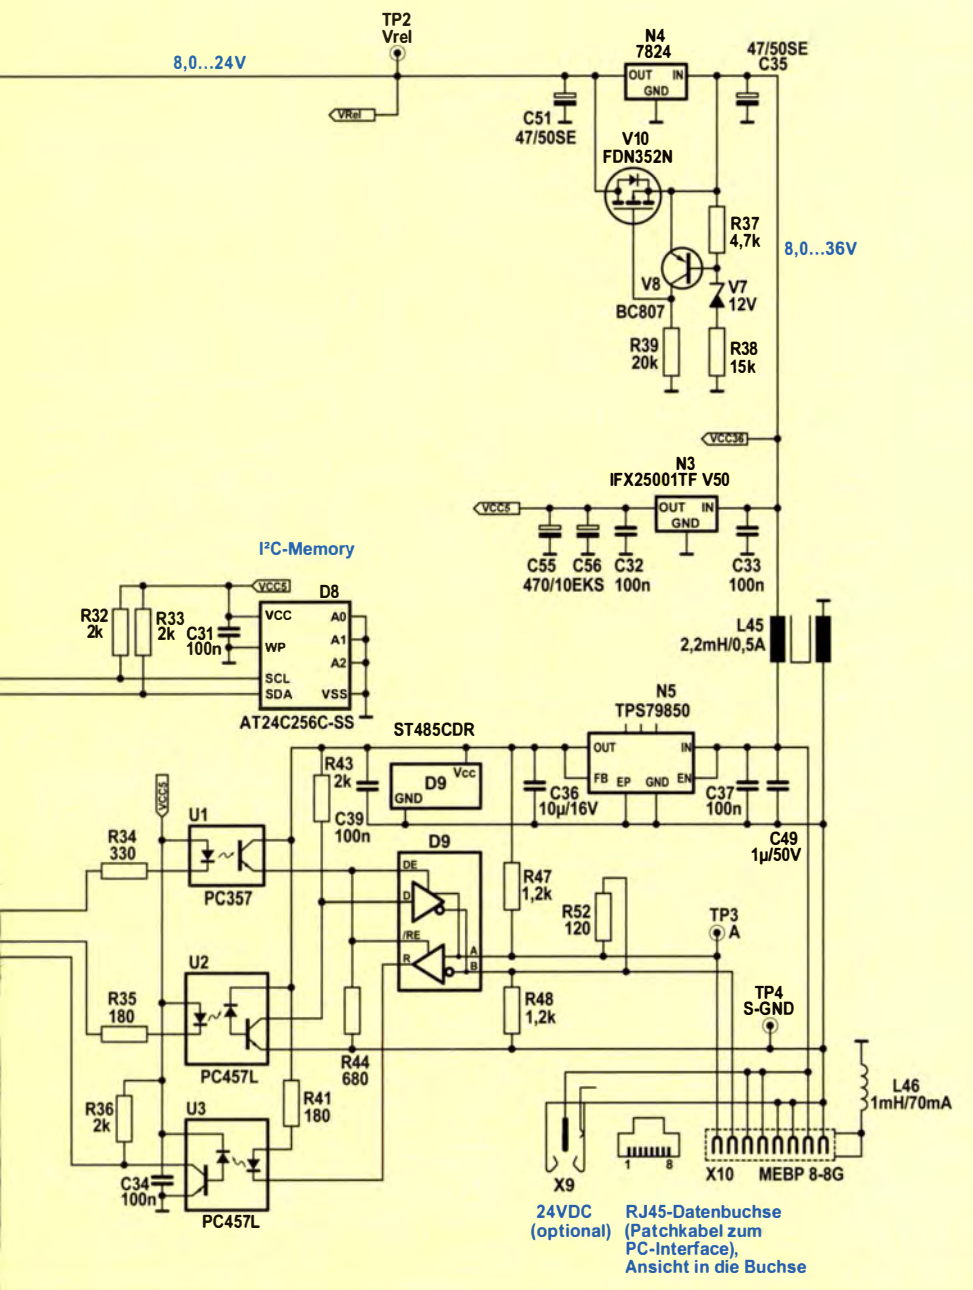 TP2
Vrel
8,0...24V
VRel
N4
7824
OUT IN
GND
47/50SE
C35
C51
47/50SE
V10
FDN352N
R37
4,7k
8,0...36V
V8
BC807
V7
12V
R39
20k
R38
15k
VCC36
N3
IFX25001TF V50
VCC5
OUT IN
GND
C55
470/10EKS
C56
C32
100n
C33
100n
I²C-Memory
VCC5
D8
R32
2k
R33
2k
C31
100n
VCC
WP
SCL
SDA
A0
A1
A2
VSS
AT24C256C-SS
L45
2,2mH/0,5A
ST485CDR
N5
TPS79850
OUT IN
FB EP GND EN
R43
2k
Vcc
D9
GND
C39
100n
C36
10µ/16V
C37
100n
C49
1µ/50V
VCC5
U1
R34
330
PC357
D9
DE
D
/RE
R
A
B
R47
1,2k
R52
120
TP3
A
U2
R35
180
PC457L
R48
1,2k
TP4
S-GND
R44
680
R41
180
R36
2k
U3
C34
100n
PC457L
L46
1mH/70mA
X9
1 8
X10 MEBP 8-8G
24VDC
(optional)
RJ45-Datenbuchse
(Patchkabel zum
PC-Interface),
Ansicht in die Buchse